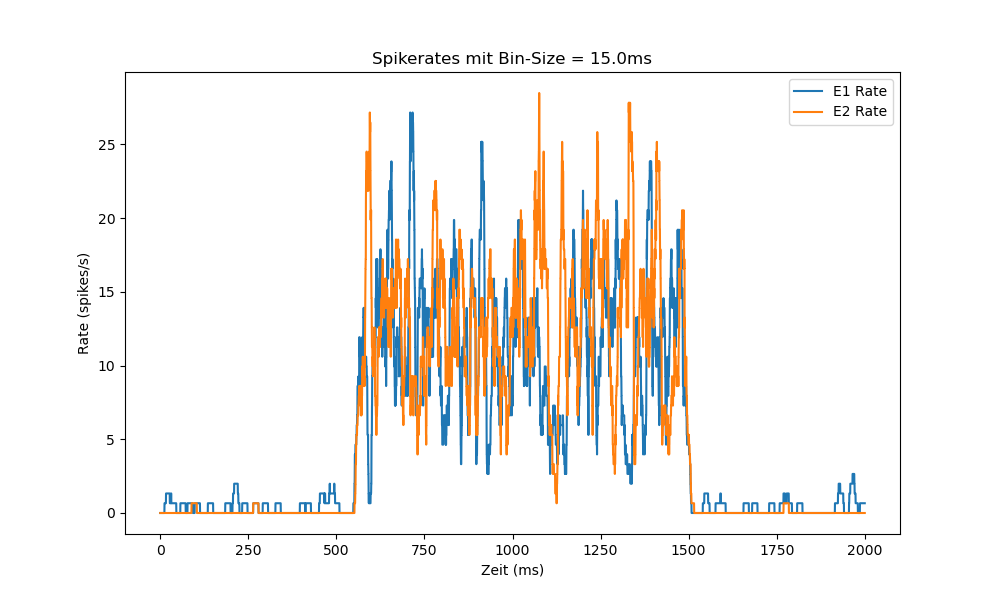 Spikerates mit Bin-Size = 15.0ms
E1 Rate
E2 Rate
Rate (spikes/s)
25
20
15
10
5
0
0 250 500 750 1000 1250 1500 1750 2000
Zeit (ms)